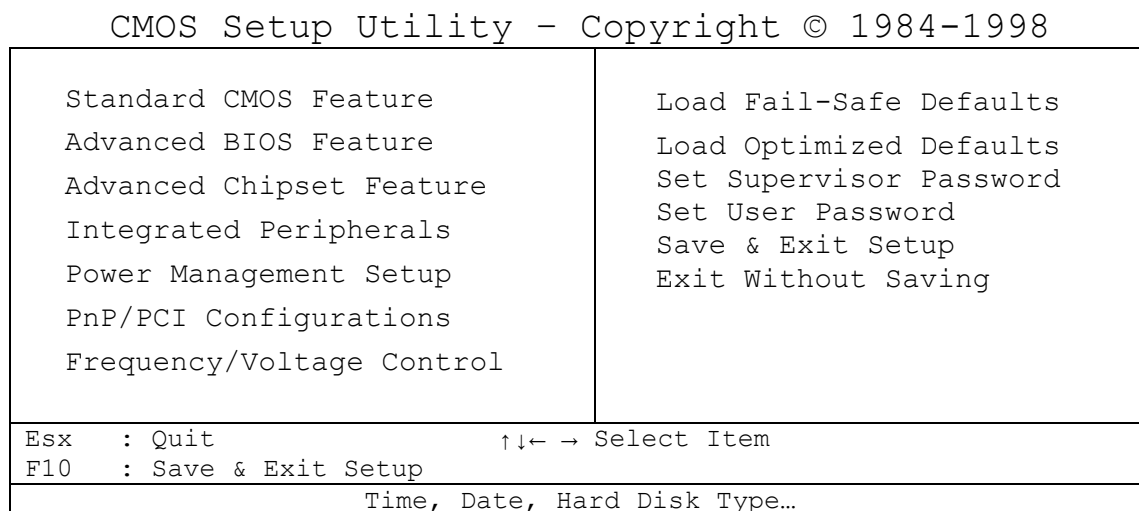 CMOS Setup Utility – Copyright © 1984-1998
Standard CMOS Feature
Advanced BIOS Feature
Advanced Chipset Feature
Integrated Peripherals
Power Management Setup
PnP/PCI Configurations
Frequency/Voltage Control
Load Fail-Safe Defaults
Load Optimized Defaults
Set Supervisor Password
Set User Password
Save & Exit Setup
Exit Without Saving
Esx : Quit ↑↓← → Select Item
F10 : Save & Exit Setup
Time, Date, Hard Disk Type…